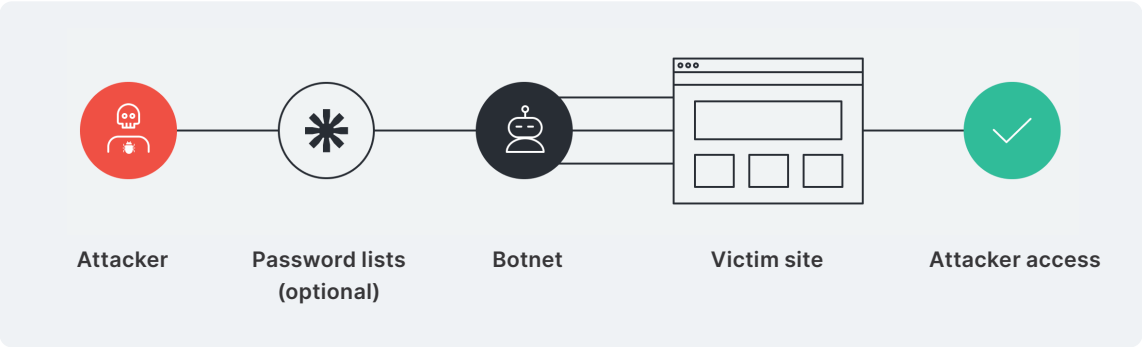 Attacker
Password lists
(optional)
Botnet
Victim site
Attacker access